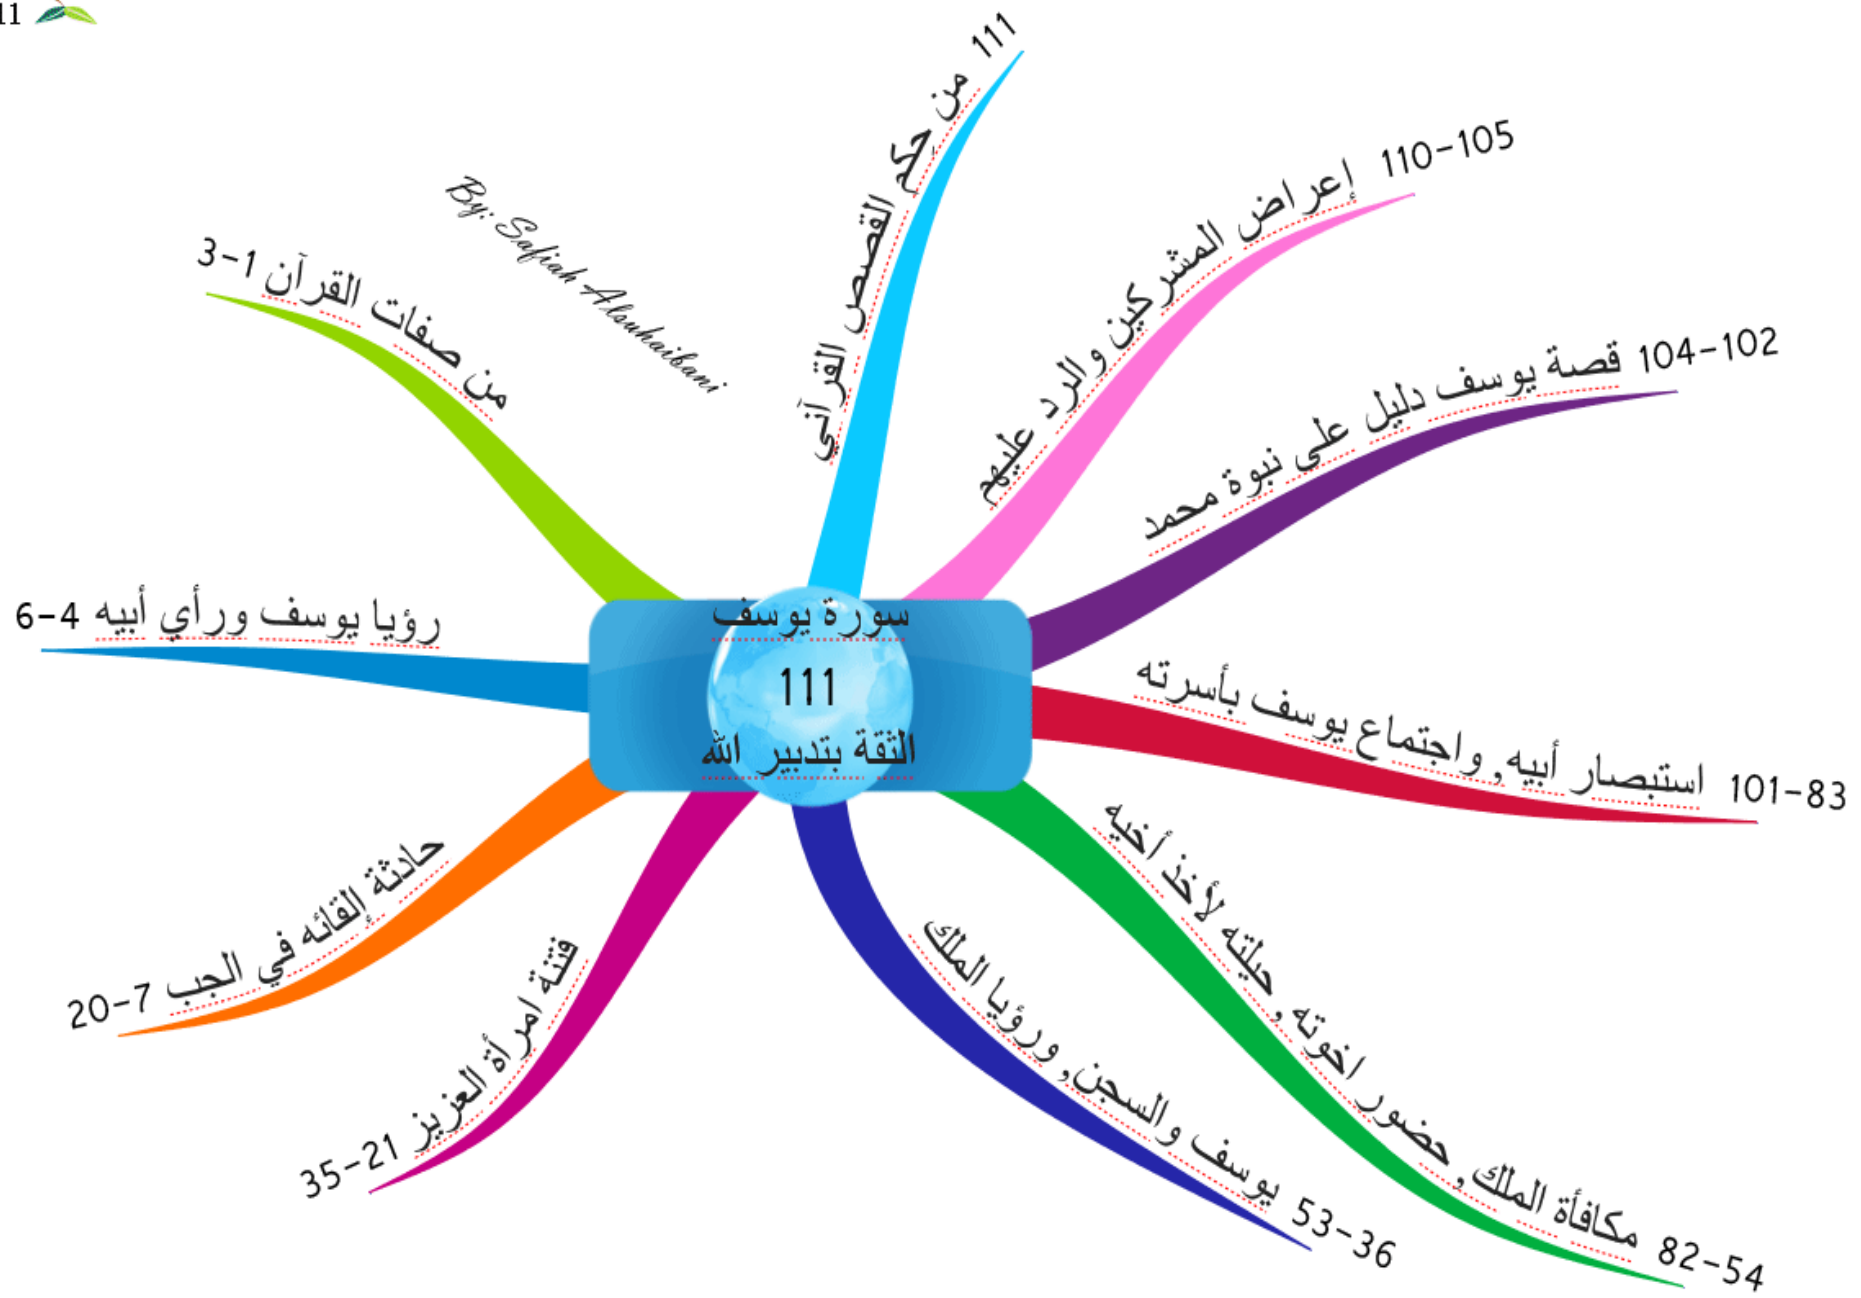 11
سورة يوسف
111
الثقة بتدبير الله
من صفات القرآن 1-3
رؤيا يوسف ورأي أبيه 4-6
حادثة إلقائه في الجب 7-20
فتنة امرأة العزيز 21-35
53-36 يوسف والسجن, ورؤيا الملك
82-54 مكافأة الملك, حضور اخوته, حيلته لأخذ أخيه
101-83 استبصار أبيه, واجتماع يوسف بأسرته
104-102 قصة يوسف دليل على نبوة محمد
110-105 إعراض المشركين والرد عليهم
111 من حِكَم القصص القرآني
By: Safiah Alsuhaibani